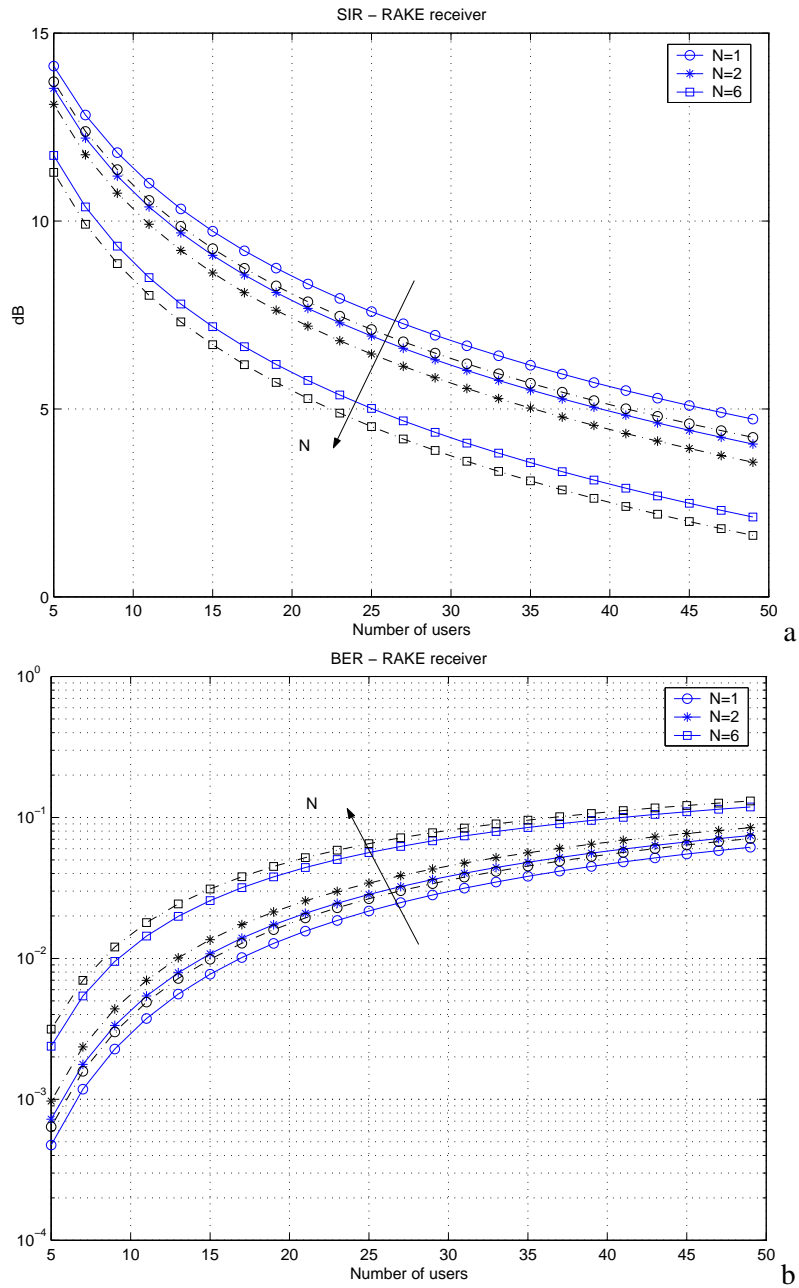 SIR – RAKE receiver
15
10
5
0
dB
N=1
N=2
N=6
N
5 10 15 20 25 30 35 40 45 50
Number of users
a
BER – RAKE receiver
10^0
10^-1
10^-2
10^-3
10^-4
N=1
N=2
N=6
N
5 10 15 20 25 30 35 40 45 50
Number of users
b